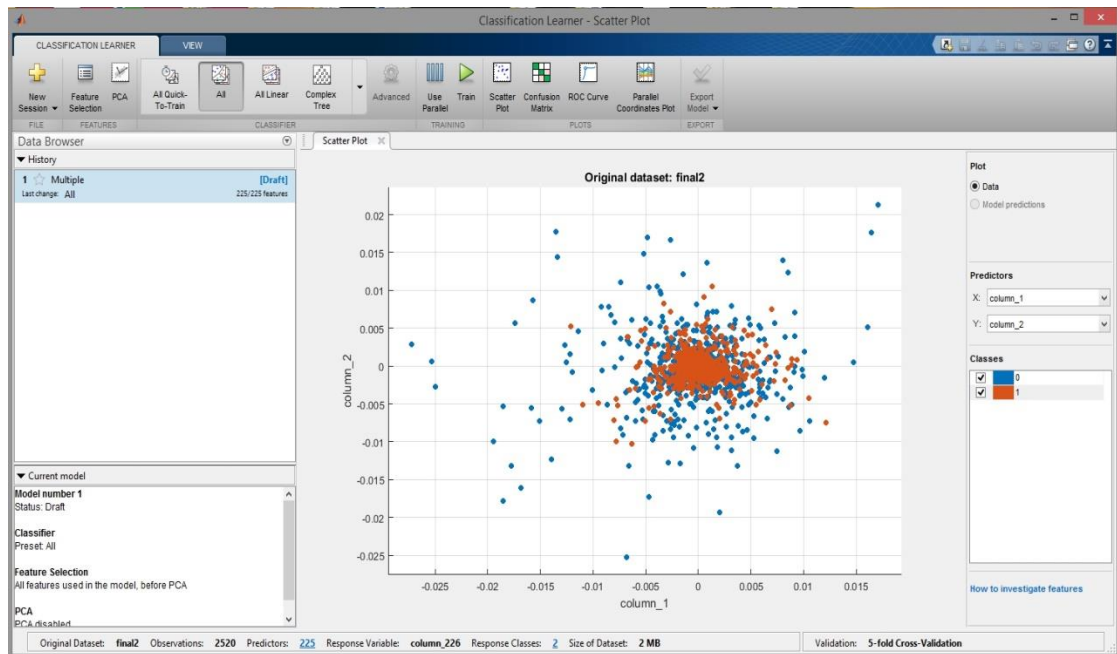 Classification Learner - Scatter Plot
CLASSIFICATION LEARNER
VIEW
New Session
Feature Selection
PCA
All Quick-To-Train
All
All Linear
Complex Tree
Advanced
Use Parallel
Train
Scatter Plot
Confusion Matrix
ROC Curve
Parallel Coordinates Plot
Export Model
FILE
FEATURES
CLASSIFIER
TRAINING
PLOTS
EXPORT
Data Browser
History
1 Multiple [Draft]
Last change: All 225/225 features
Current model
Model number 1
Status: Draft
Classifier
Preset: All
Feature Selection
All features used in the model, before PCA
PCA
PCA disabled
Scatter Plot
Original dataset: final2
0.02
0.015
0.01
0.005
0
-0.005
-0.01
-0.015
-0.02
-0.025
column_2
-0.025 -0.02 -0.015 -0.01 -0.005 0 0.005 0.01 0.015
column_1
Plot
Data
Model predictions
Predictors
X: column_1
Y: column_2
Classes
0
1
How to investigate features
Original Dataset: final2 Observations: 2520 Predictors: 225 Response Variable: column_226 Response Classes: 2 Size of Dataset: 2 MB Validation: 5-fold Cross-Validation